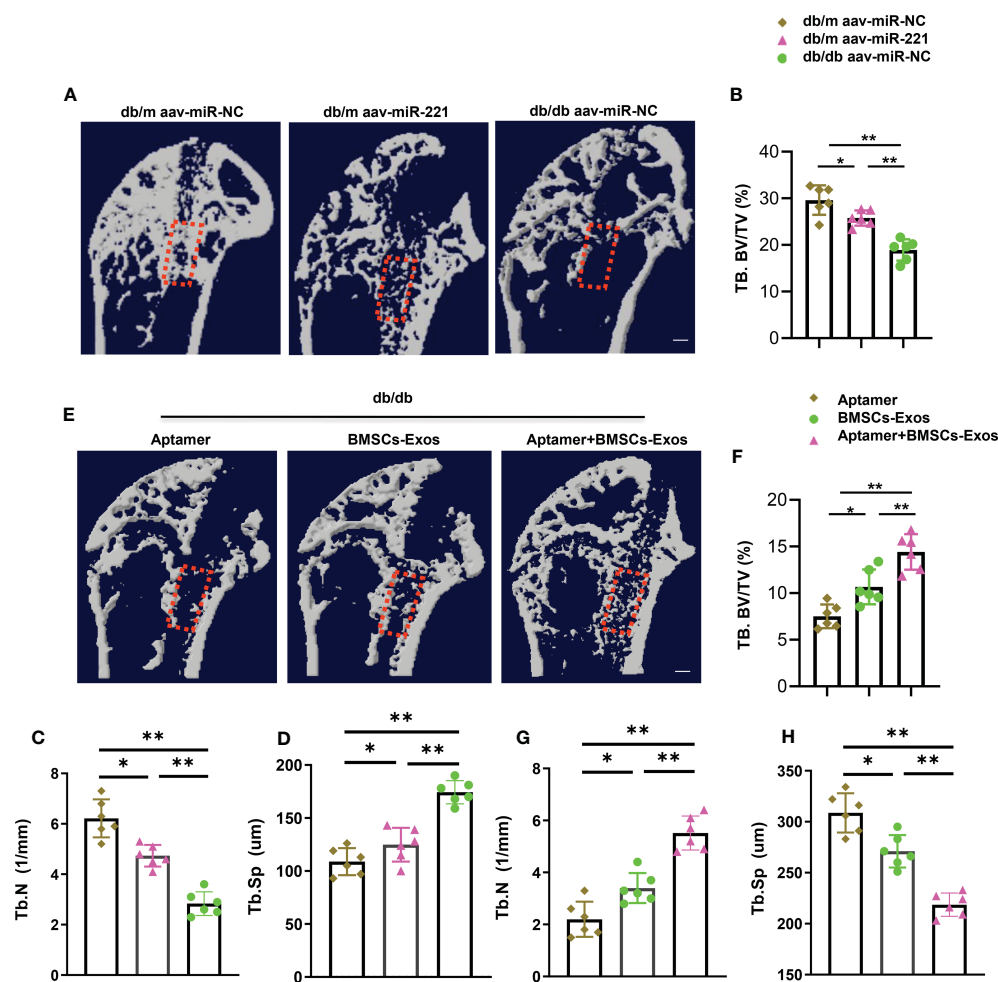 db/m aav-miR-NC
db/m aav-miR-221
db/db aav-miR-NC
A
db/m aav-miR-NC
db/m aav-miR-221
db/db aav-miR-NC
B
TB. BV/TV (%)
40
30
20
10
0
**
*
**
E
db/db
Aptamer
BMSCs-Exos
Aptamer+BMSCs-Exos
Aptamer
BMSCs-Exos
Aptamer+BMSCs-Exos
F
TB. BV/TV (%)
20
15
10
5
0
**
*
**
C
Tb.N (1/mm)
8
6
4
2
0
**
*
**
D
Tb.Sp (um)
200
150
100
50
0
**
*
**
G
Tb.N (1/mm)
8
6
4
2
0
**
*
**
H
Tb.Sp (um)
350
300
250
200
150
**
*
**